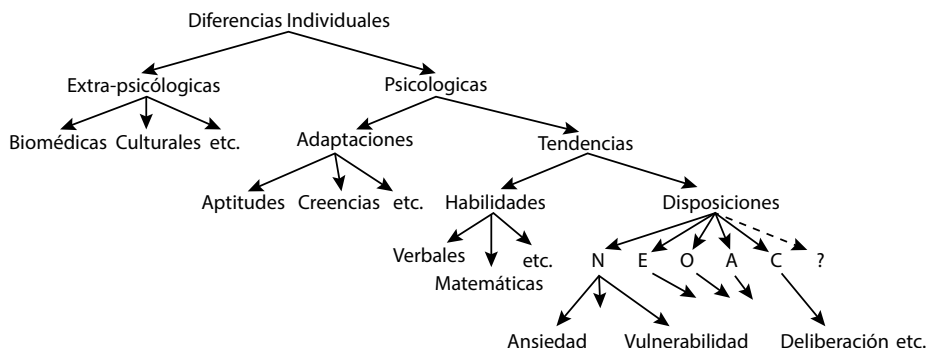 Diferencias Individuales
Extra-psicólogicas
Psicologicas
Biomédicas Culturales etc.
Adaptaciones
Tendencias
Aptitudes Creencias etc.
Habilidades
Disposiciones
Verbales
etc.
Matemáticas
N E O A C ?
Ansiedad
Vulnerabilidad
Deliberación etc.